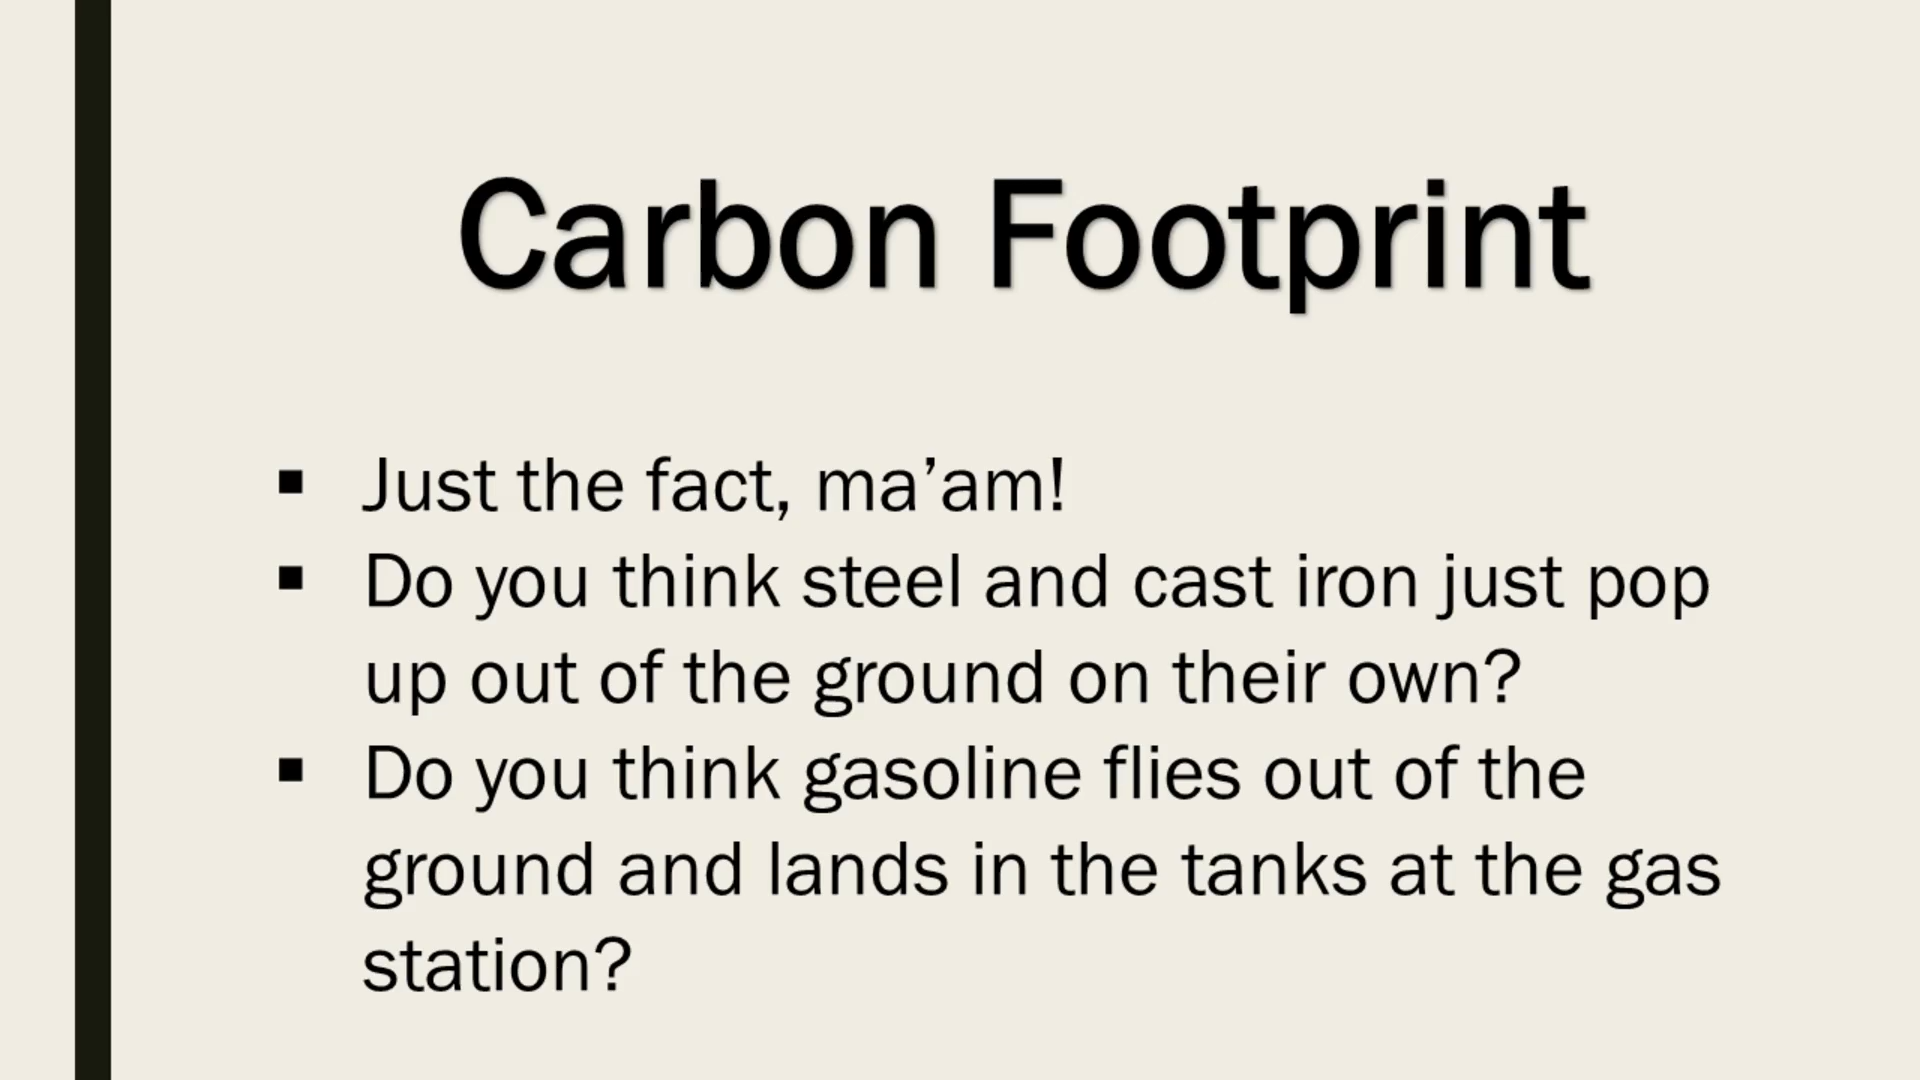 Carbon Footprint
▪ Just the fact, ma’am!
▪ Do you think steel and cast iron just pop
up out of the ground on their own?
▪ Do you think gasoline flies out of the
ground and lands in the tanks at the gas
station?